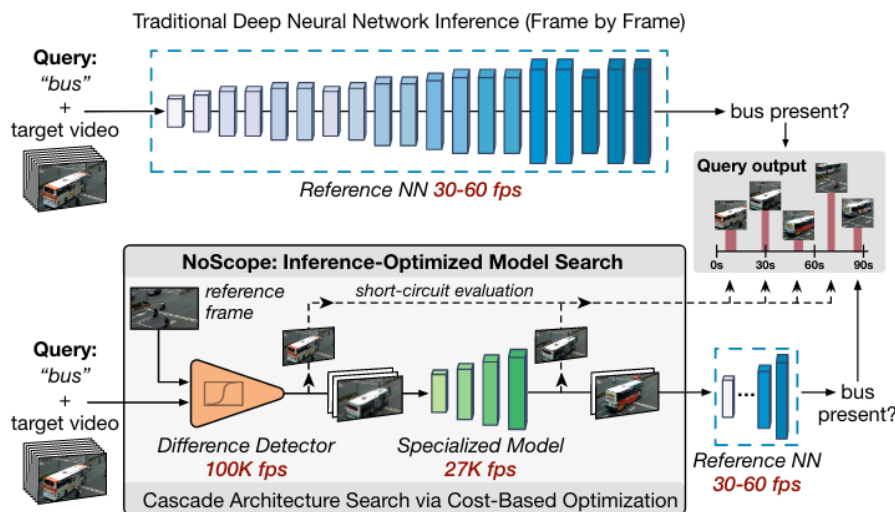 Traditional Deep Neural Network Inference (Frame by Frame)
Query:
"bus"
+
target video
Reference NN 30-60 fps
bus present?
Query output
0s 30s 60s 90s
NoScope: Inference-Optimized Model Search
reference
frame
short-circuit evaluation
Query:
"bus"
+
target video
Difference Detector
100K fps
Specialized Model
27K fps
Reference NN
30-60 fps
bus
present?
Cascade Architecture Search via Cost-Based Optimization